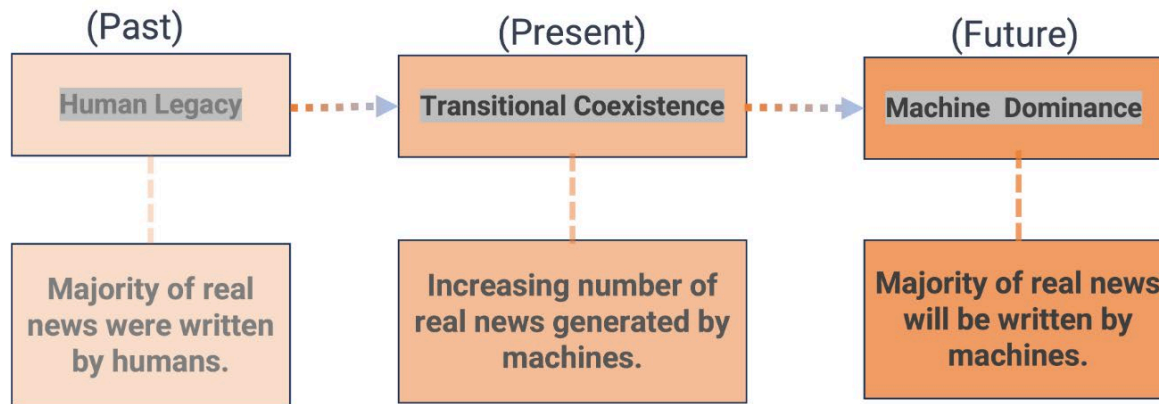 (Past)
(Present)
(Future)
Human Legacy
Transitional Coexistence
Machine Dominance
Majority of real
news were written
by humans.
Increasing number of
real news generated by
machines.
Majority of real news
will be written by
machines.